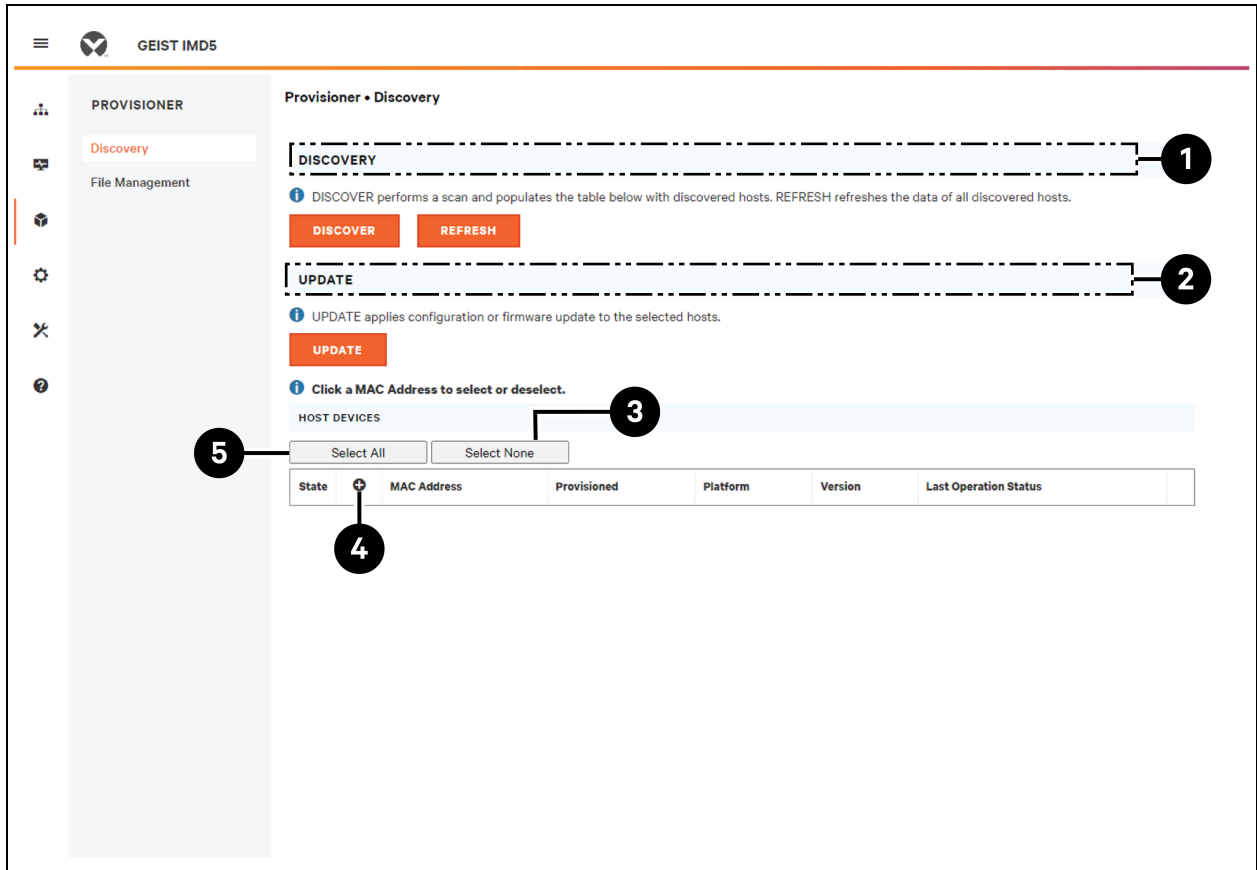 GEIST IMD5
PROVISIONER
Discovery
File Management
Provisioner • Discovery
DISCOVERY
1
DISCOVER performs a scan and populates the table below with discovered hosts. REFRESH refreshes the data of all discovered hosts.
DISCOVER REFRESH
UPDATE
2
UPDATE applies configuration or firmware update to the selected hosts.
UPDATE
Click a MAC Address to select or deselect.
HOST DEVICES
3
5
Select All Select None
State MAC Address Provisioned Platform Version Last Operation Status
4